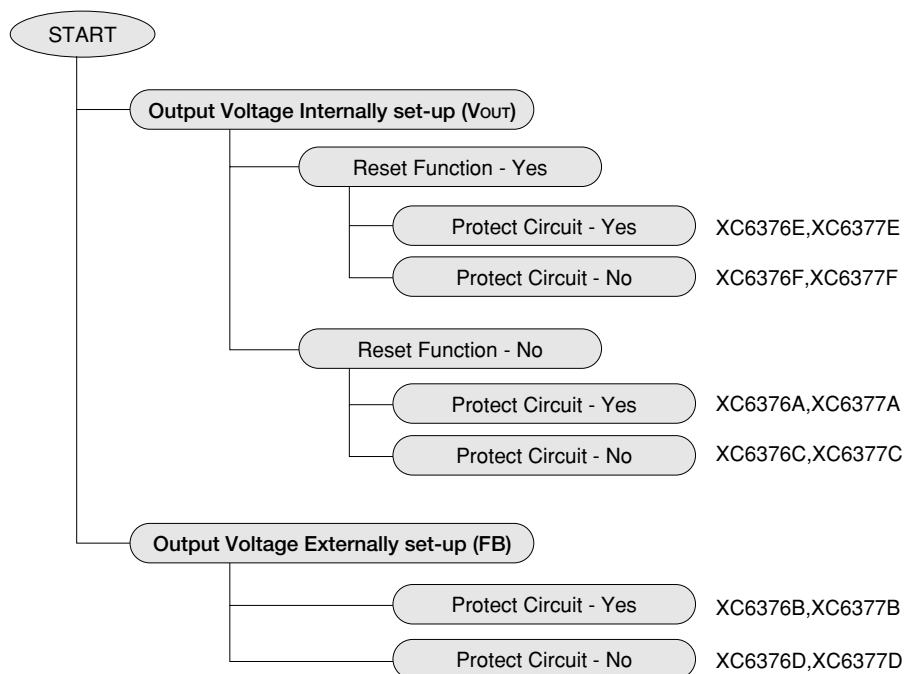 START
Output Voltage Internally set-up (VOUT)
Reset Function - Yes
Protect Circuit - Yes XC6376E,XC6377E
Protect Circuit - No XC6376F,XC6377F
Reset Function - No
Protect Circuit - Yes XC6376A,XC6377A
Protect Circuit - No XC6376C,XC6377C
Output Voltage Externally set-up (FB)
Protect Circuit - Yes XC6376B,XC6377B
Protect Circuit - No XC6376D,XC6377D